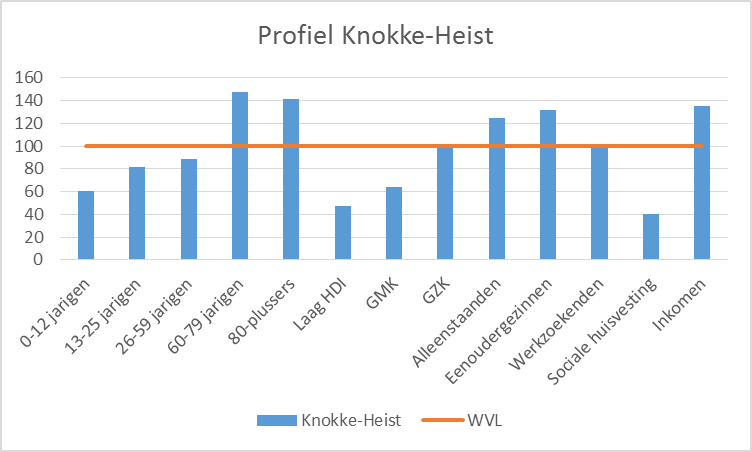 Profiel Knokke-Heist
160
140
120
100
80
60
40
20
0
0-12 jarigen
13-25 jarigen
26-59 jarigen
60-79 jarigen
80-plussers
Laag HDI
GMK
GZK
Alleenstaanden
Eenoudergezinnen
Werkzoekenden
Sociale huisvesting
Inkomen
Knokke-Heist WVL